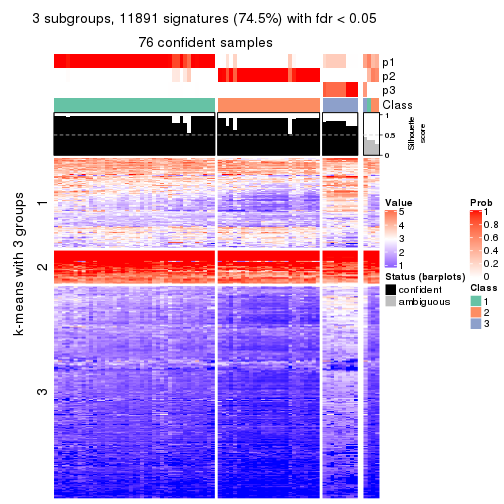 3 subgroups, 11891 signatures (74.5%) with fdr < 0.05
76 confident samples
p1
p2
p3
Class
1
0.5
0
Silhouette
score
k-means with 3 groups
1
2
3
Value
5
4
3
2
1
Status (barplots)
confident
ambiguous
Prob
1
0.8
0.6
0.4
0.2
0
Class
1
2
3